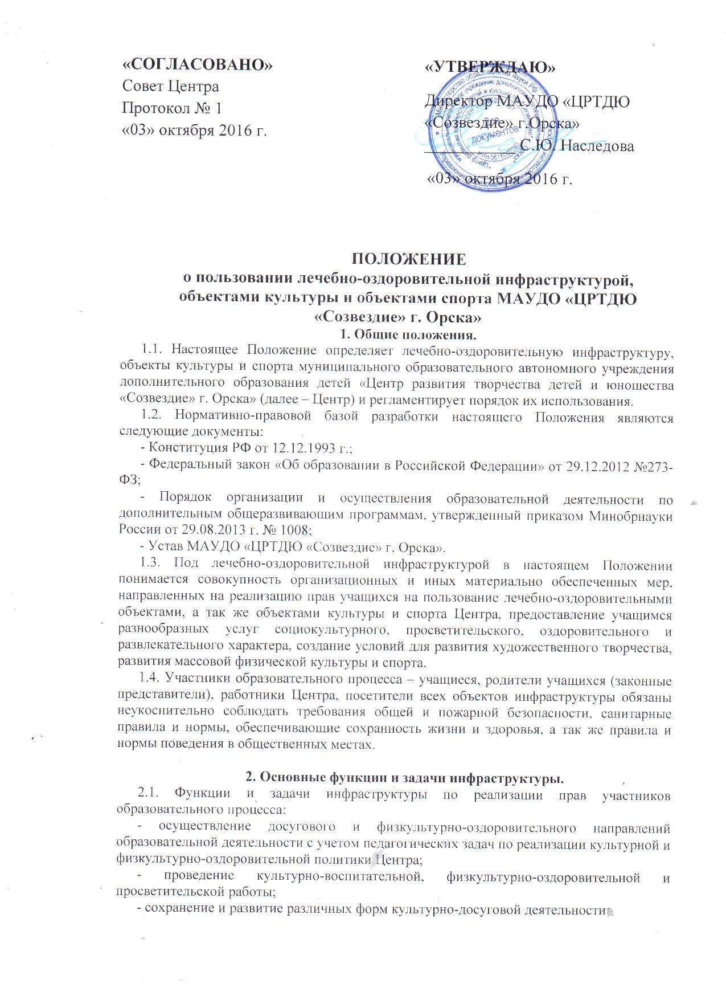 «СОГЛАСОВАНО»
Совет Центра
Протокол № 1
«03» октября 2016 г.
«УТВЕРЖДАЮ»
Директор МАУДО «ЦРТДЮ
«Созвездие» г.Орска»
____________ С.Ю. Наследова
«03» октября 2016 г.
Министерство образования и науки РФ
Для
документов
ПОЛОЖЕНИЕ
о пользовании лечебно-оздоровительной инфраструктурой,
объектами культуры и объектами спорта МАУДО «ЦРТДЮ
«Созвездие» г. Орска»
1. Общие положения.
1.1. Настоящее Положение определяет лечебно-оздоровительную инфраструктуру,
объекты культуры и спорта муниципального образовательного автономного учреждения
дополнительного образования детей «Центр развития творчества детей и юношества
«Созвездие» г. Орска» (далее – Центр) и регламентирует порядок их использования.
1.2. Нормативно-правовой базой разработки настоящего Положения являются
следующие документы:
- Конституция РФ от 12.12.1993 г.;
- Федеральный закон «Об образовании в Российской Федерации» от 29.12.2012 №273-
ФЗ;
- Порядок организации и осуществления образовательной деятельности по
дополнительным общеразвивающим программам, утвержденный приказом Минобрнауки
России от 29.08.2013 г. № 1008;
- Устав МАУДО «ЦРТДЮ «Созвездие» г. Орска».
1.3. Под лечебно-оздоровительной инфраструктурой в настоящем Положении
понимается совокупность организационных и иных материально обеспеченных мер,
направленных на реализацию прав учащихся на пользование лечебно-оздоровительными
объектами, а так же объектами культуры и спорта Центра, предоставление учащимся
разнообразных услуг социокультурного, просветительского, оздоровительного и
развлекательного характера, создание условий для развития художественного творчества,
развития массовой физической культуры и спорта.
1.4. Участники образовательного процесса – учащиеся, родители учащихся (законные
представители), работники Центра, посетители всех объектов инфраструктуры обязаны
неукоснительно соблюдать требования общей и пожарной безопасности, санитарные
правила и нормы, обеспечивающие сохранность жизни и здоровья, а так же правила и
нормы поведения в общественных местах.
2. Основные функции и задачи инфраструктуры.
2.1. Функции и задачи инфраструктуры по реализации прав участников
образовательного процесса:
- осуществление досугового и физкультурно-оздоровительного направлений
образовательной деятельности с учетом педагогических задач по реализации культурной и
физкультурно-оздоровительной политики Центра;
- проведение культурно-воспитательной, физкультурно-оздоровительной и
просветительской работы;
- сохранение и развитие различных форм культурно-досуговой деятельности;